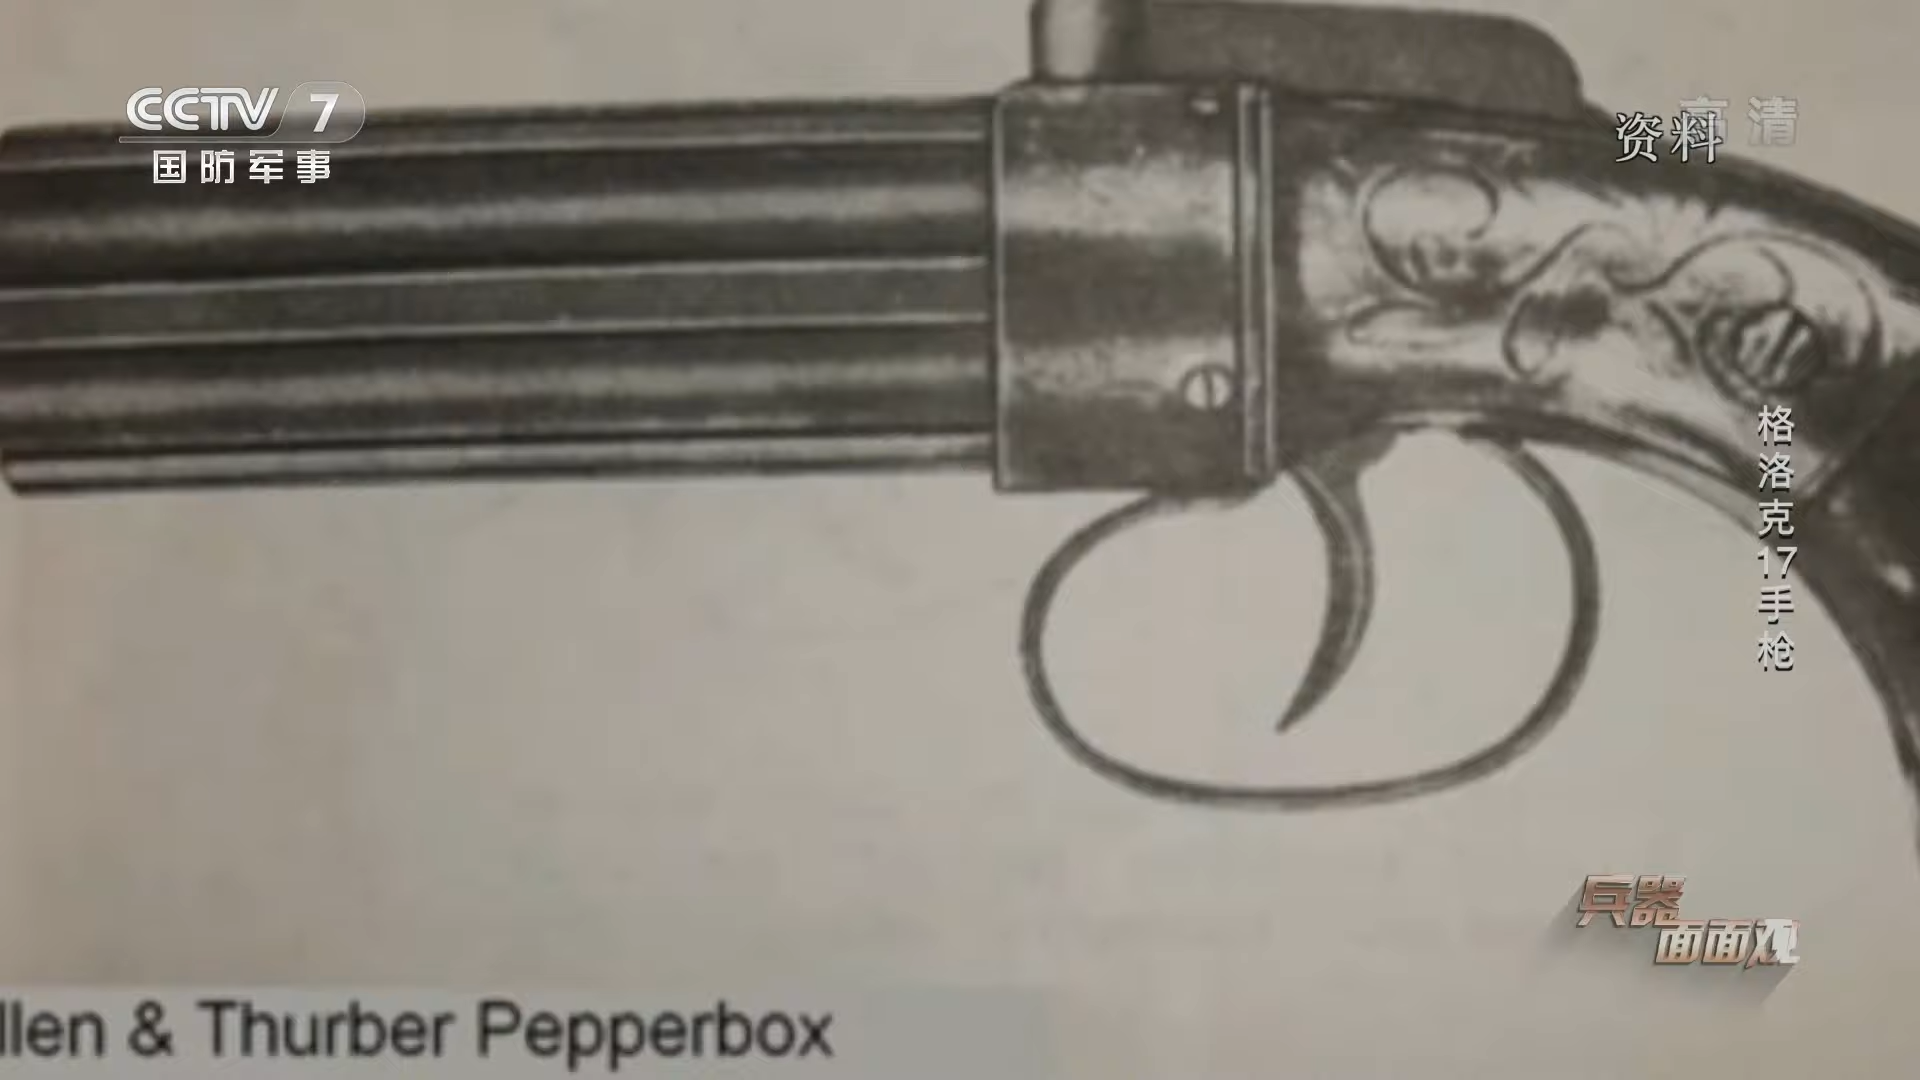 CCTV 7
国防军事
高清
资料
格洛克17手枪
兵器
面面观
llen & Thurber Pepperbox